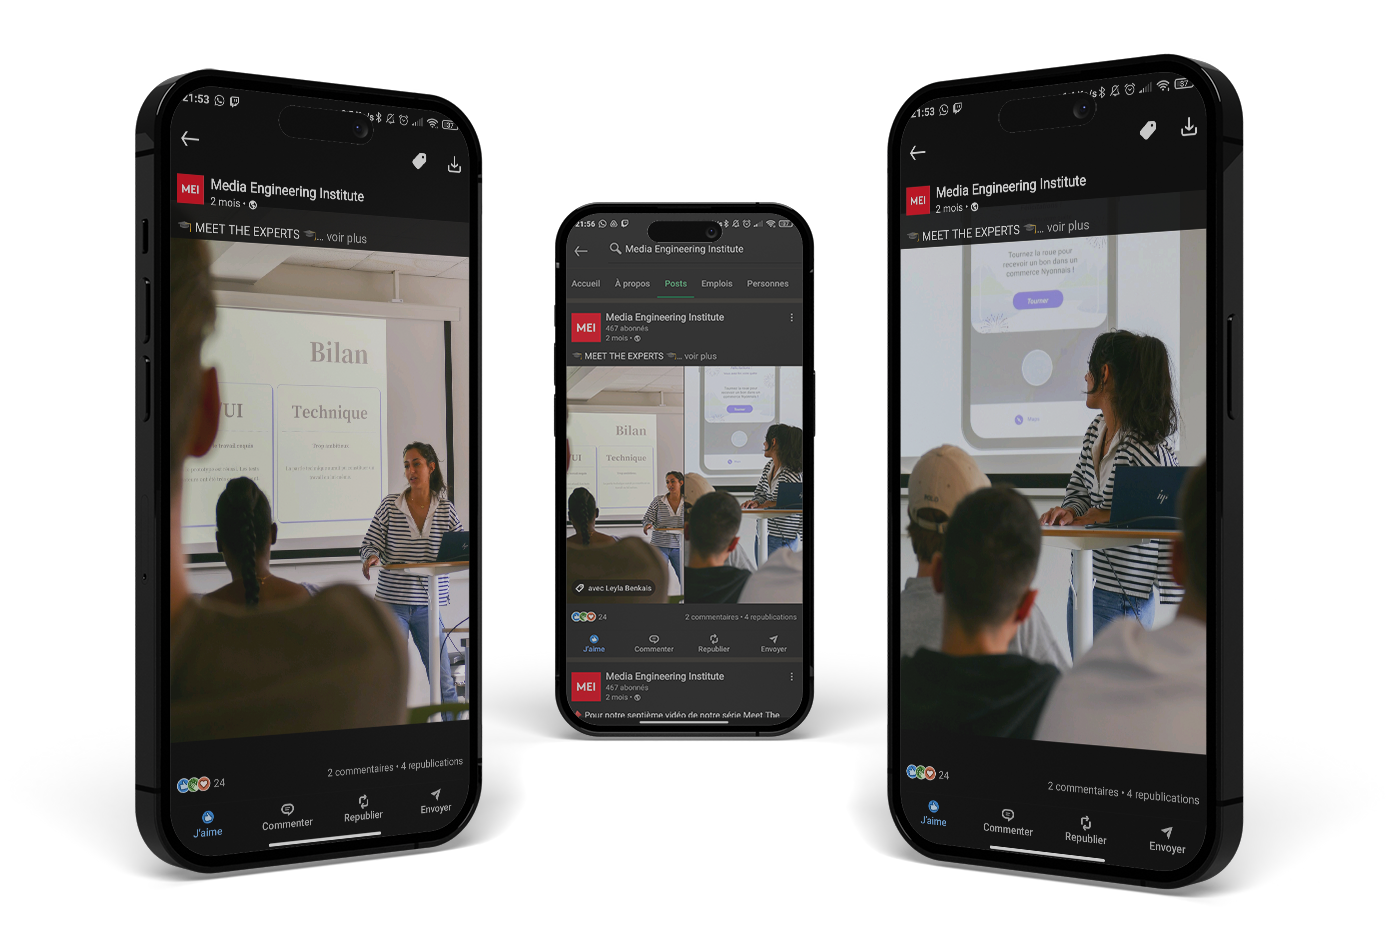 21:53
37
MEI
Media Engineering Institute
2 mois •
MEET THE EXPERTS ... voir plus
Bilan
UI
Technique
Trop ambitieux
24
2 commentaires • 4 republications
J'aime
Commenter
Republier
Envoyer
21:56
Media Engineering Institute
Accueil
À propos
Posts
Emplois
Personnes
MEI
Media Engineering Institute
467 abonnés
2 mois •
MEET THE EXPERTS ... voir plus
Bilan
UI
Technique
Tourner
avec Leyla Benkais
24
2 commentaires • 4 republications
J'aime
Commenter
Republier
Envoyer
MEI
Media Engineering Institute
467 abonnés
2 mois •
Pour notre septième vidéo de notre série Meet The
21:53
37
MEI
Media Engineering Institute
2 mois •
MEET THE EXPERTS ... voir plus
Tournez la roue pour
recevoir un bon dans un
commerce Nyonnais !
Tourner
hp
24
2 commentaires • 4 republications
J'aime
Commenter
Republier
Envoyer